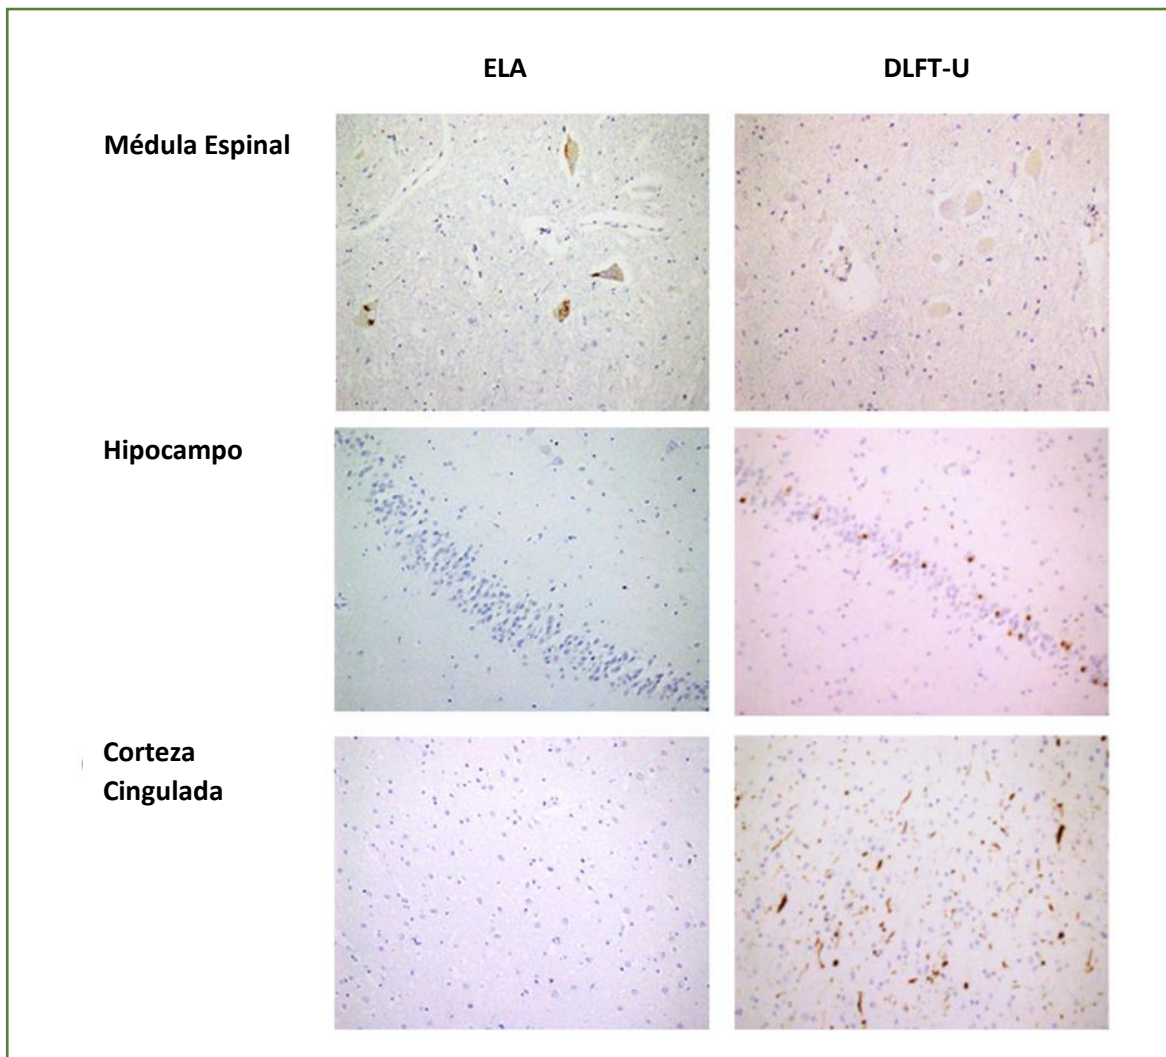 ELA
DLFT-U
Médula Espinal
Hipocampo
Corteza
Cingulada